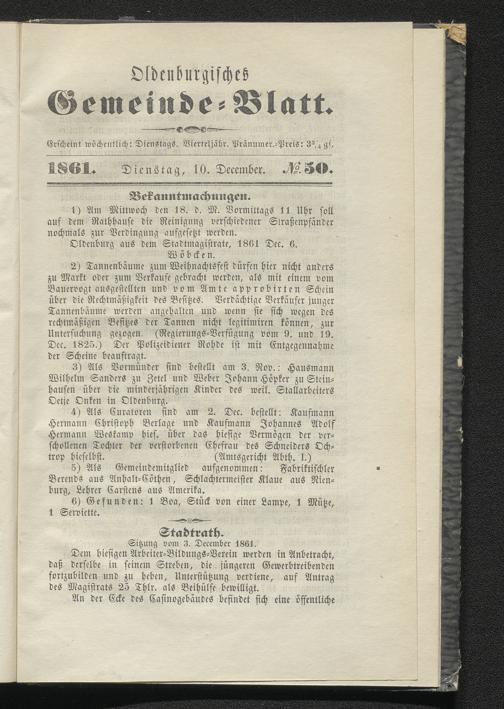 Oldenburgisches
Gemeinde-Blatt.
Erscheint wöchentlich: Dienstags. Vierteljähr. Pränumer.-Preis: 3¾ gs.
1861. Dienstag, 10. December. No. 50.
Bekanntmachungen.
1) Am Mittwoch den 18. d. M. Vormittags 11 Uhr soll
auf dem Rathhause die Reinigung verschiedener Straßenpfänder
nochmals zur Verdingung aufgesetzt werden.
Oldenburg aus dem Stadtmagistrate, 1861 Dec. 6.
Wöbcken.
2) Tannenbäume zum Weihnachtsfest dürfen hier nicht anders
zu Markt oder zum Verkaufe gebracht werden, als mit einem vom
Bauervogt ausgestellten und vom Amte approbirten Schein
über die Rechtmäßigkeit des Besitzes. Verdächtige Verkäufer junger
Tannenbäume werden angehalten und wenn sie sich wegen des
rechtmäßigen Besitzes der Tannen nicht legitimiren können, zur
Untersuchung gezogen. (Regierungs-Verfügung vom 9. und 19.
Dec. 1825.) Der Polizeidiener Rohde ist mit Entgegennahme
der Scheine beauftragt.
3) Als Vormünder sind bestellt am 3. Nov.: Hausmann
Wilhelm Sanders zu Zetel und Weber Johann Höpker zu Stein-
hausen über die minderjährigen Kinder des weil. Stallarbeiters
Oetje Onken in Oldenburg.
4) Als Curatoren sind am 2. Dec. bestellt: Kaufmann
Hermann Christoph Verlage und Kaufmann Johannes Adolf
Hermann Weskamp hies. über das hiesige Vermögen der ver-
schollenen Tochter der verstorbenen Ehefrau des Schneiders Och-
trop hieselbst. (Amtsgericht Abth. I.)
5) Als Gemeindemitglied aufgenommen: Fabriktischler
Berends aus Anhalt-Cöthen, Schlachtermeister Klaue aus Nien-
burg, Lehrer Carstens aus Amerika.
6) Gefunden: 1 Boa, Stück von einer Lampe, 1 Mütze,
1 Serviette.
Stadtrath.
Sitzung vom 3. December 1861.
Dem hiesigen Arbeiter-Bildungs-Verein werden in Anbetracht,
daß derselbe in seinem Streben, die jüngeren Gewerbtreibenden
fortzubilden und zu heben, Unterstützung verdiene, auf Antrag
des Magistrats 25 Thlr. als Beihülfe bewilligt.
An der Ecke des Casinogebäudes befindet sich eine öffentliche